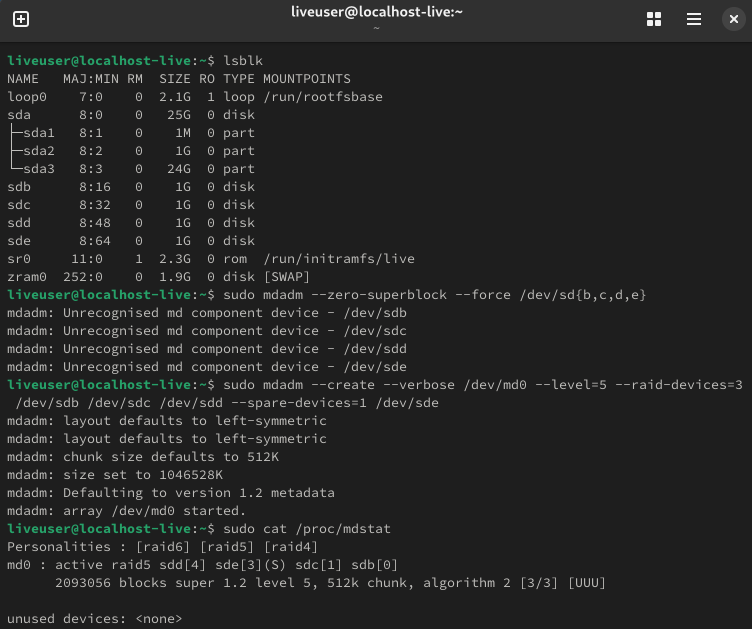 liveuser@localhost-live:~
~
liveuser@localhost-live:~$ lsblk
NAME   MAJ:MIN RM  SIZE RO TYPE MOUNTPOINTS
loop0    7:0    0  2.1G  1 loop /run/rootfsbase
sda      8:0    0   25G  0 disk
├─sda1   8:1    0    1M  0 part
├─sda2   8:2    0    1G  0 part
└─sda3   8:3    0   24G  0 part
sdb      8:16   0    1G  0 disk
sdc      8:32   0    1G  0 disk
sdd      8:48   0    1G  0 disk
sde      8:64   0    1G  0 disk
sr0     11:0    1  2.3G  0 rom  /run/initramfs/live
zram0  252:0    0  1.9G  0 disk [SWAP]
liveuser@localhost-live:~$ sudo mdadm --zero-superblock --force /dev/sd{b,c,d,e}
mdadm: Unrecognised md component device - /dev/sdb
mdadm: Unrecognised md component device - /dev/sdc
mdadm: Unrecognised md component device - /dev/sdd
mdadm: Unrecognised md component device - /dev/sde
liveuser@localhost-live:~$ sudo mdadm --create --verbose /dev/md0 --level=5 --raid-devices=3
 /dev/sdb /dev/sdc /dev/sdd --spare-devices=1 /dev/sde
mdadm: layout defaults to left-symmetric
mdadm: layout defaults to left-symmetric
mdadm: chunk size defaults to 512K
mdadm: size set to 1046528K
mdadm: Defaulting to version 1.2 metadata
mdadm: array /dev/md0 started.
liveuser@localhost-live:~$ sudo cat /proc/mdstat
Personalities : [raid6] [raid5] [raid4]
md0 : active raid5 sdd[4] sde[3](S) sdc[1] sdb[0]
      2093056 blocks super 1.2 level 5, 512k chunk, algorithm 2 [3/3] [UUU]
unused devices: <none>